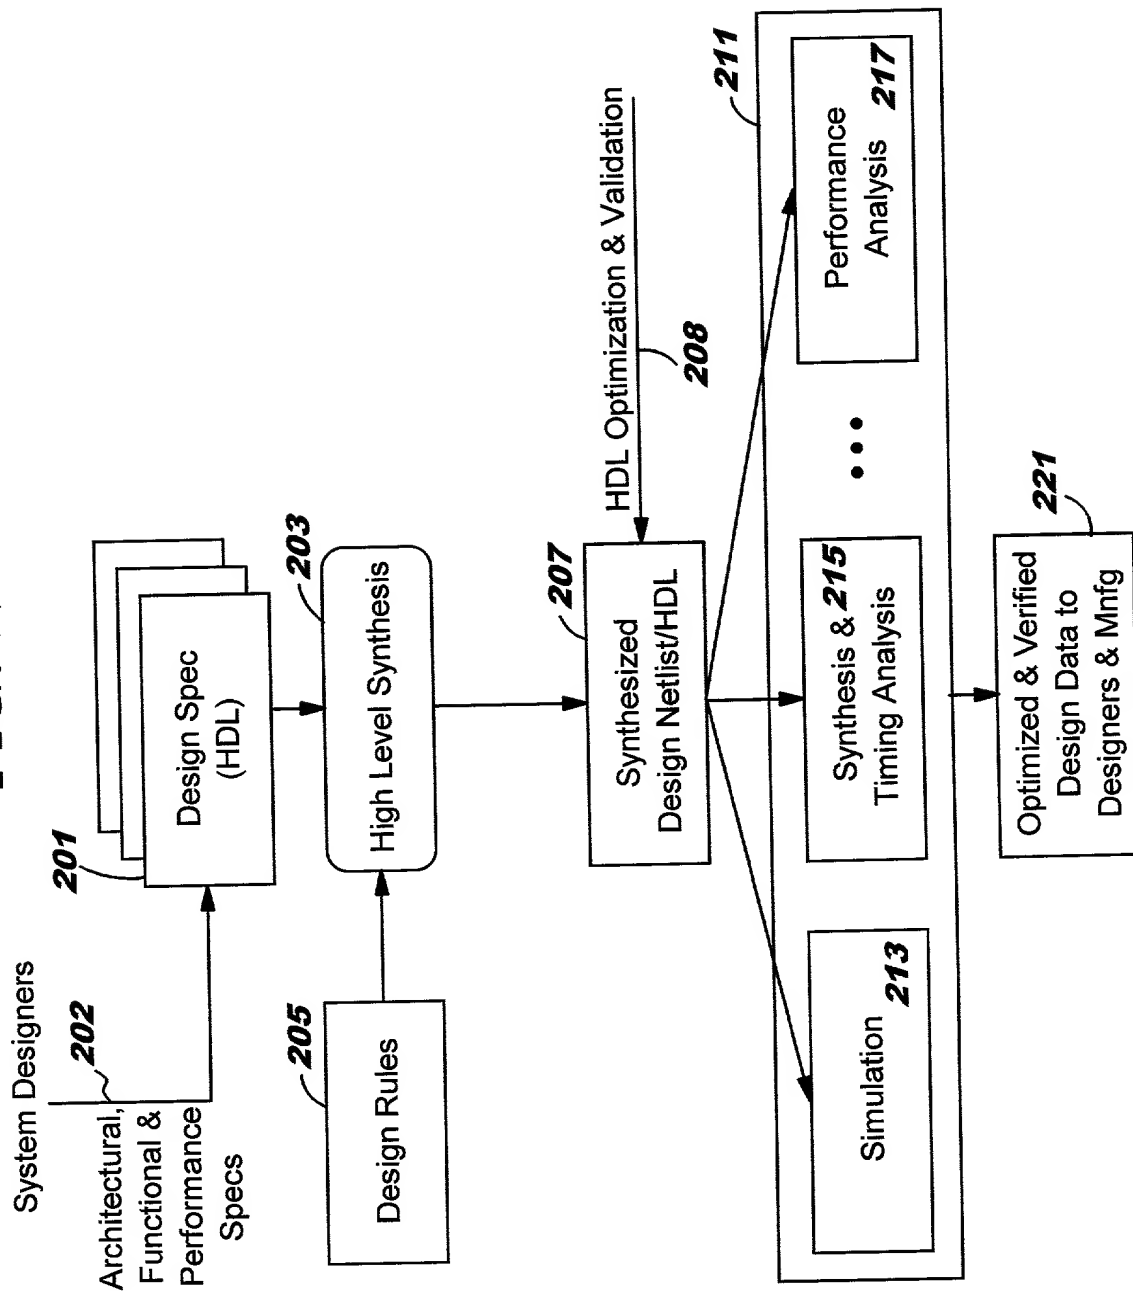 System Designers
202
Architectural,
Functional &
Performance
Specs
201
Design Spec
(HDL)
205
Design Rules
203
High Level Synthesis
207
Synthesized
Design Netlist/HDL
HDL Optimization & Validation
208
211
Simulation
213
Synthesis & 215
Timing Analysis
Performance
Analysis
217
221
Optimized & Verified
Design Data to
Designers & Mnfg